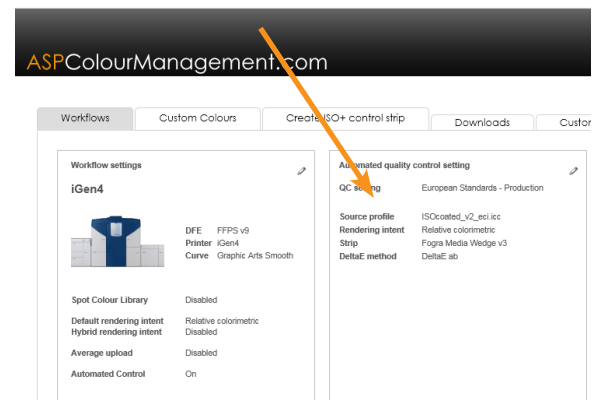 ASPColourManagement.com
Workflows Custom Colours Create ISO+ control strip Downloads Custor
Workflow settings
iGen4
DFE FFPS v9
Printer iGen4
Curve Graphic Arts Smooth
Spot Colour Library Disabled
Default rendering intent Relative colorimetric
Hybrid rendering intent Disabled
Average upload Disabled
Automated Control On
Automated quality control setting
QC setting European Standards - Production
Source profile ISOcoated_v2_eci.icc
Rendering intent Relative colorimetric
Strip Fogra Media Wedge v3
DeltaE method DeltaE ab